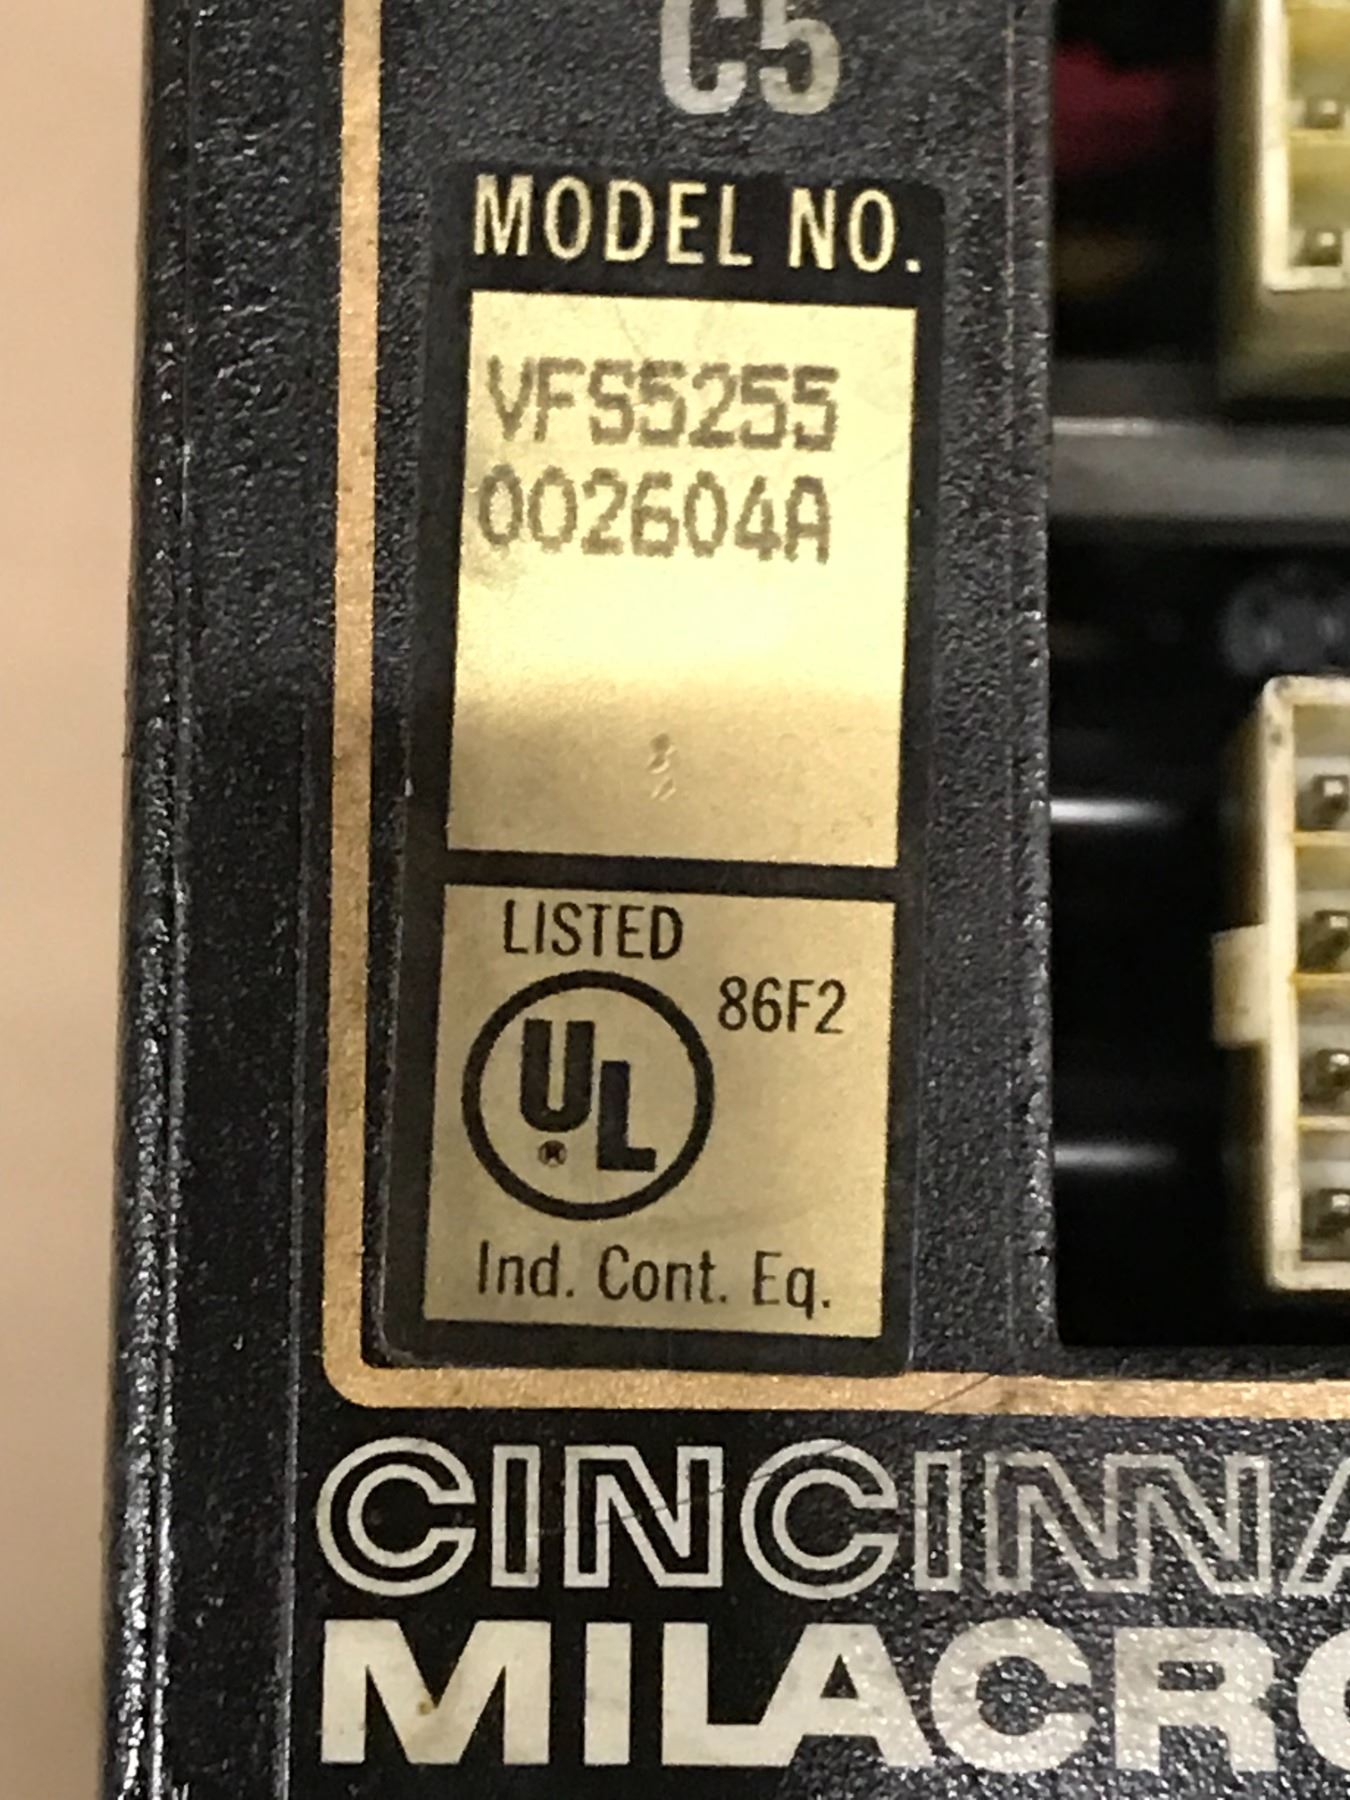 C5
MODEL NO.
VFS5255
002604A
LISTED
86F2
UL
®
Ind. Cont. Eq.
CINCINNA
MILACRO